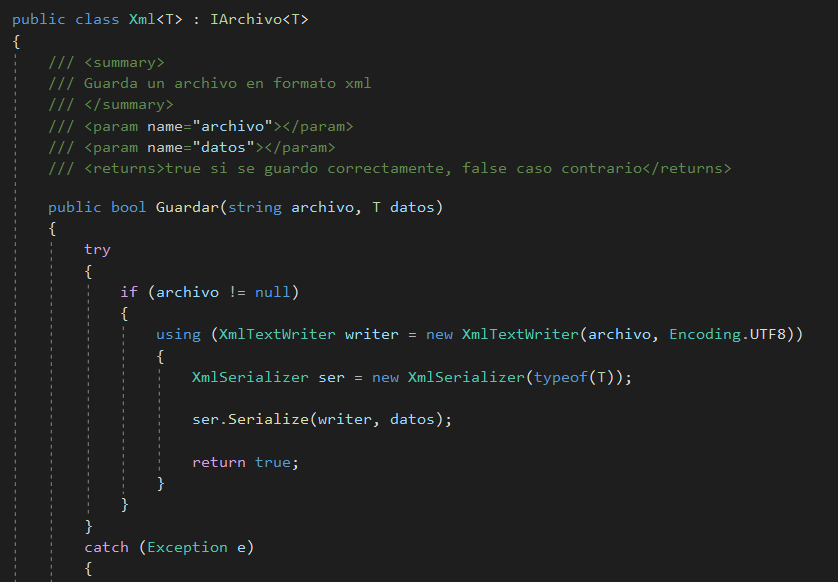 public class Xml<T> : IArchivo<T>
{
/// <summary>
/// Guarda un archivo en formato xml
/// </summary>
/// <param name="archivo"></param>
/// <param name="datos"></param>
/// <returns>true si se guardo correctamente, false caso contrario</returns>
public bool Guardar(string archivo, T datos)
{
try
{
if (archivo != null)
{
using (XmlTextWriter writer = new XmlTextWriter(archivo, Encoding.UTF8))
{
XmlSerializer ser = new XmlSerializer(typeof(T));
ser.Serialize(writer, datos);
return true;
}
}
}
catch (Exception e)
{